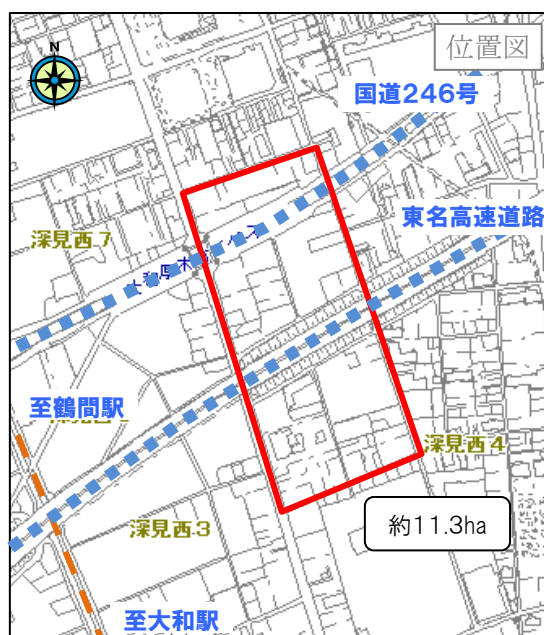 位置図
N
国道246号
東名高速道路
深見西7
至鶴間駅
深見西4
深見西3
約11.3ha
至大和駅